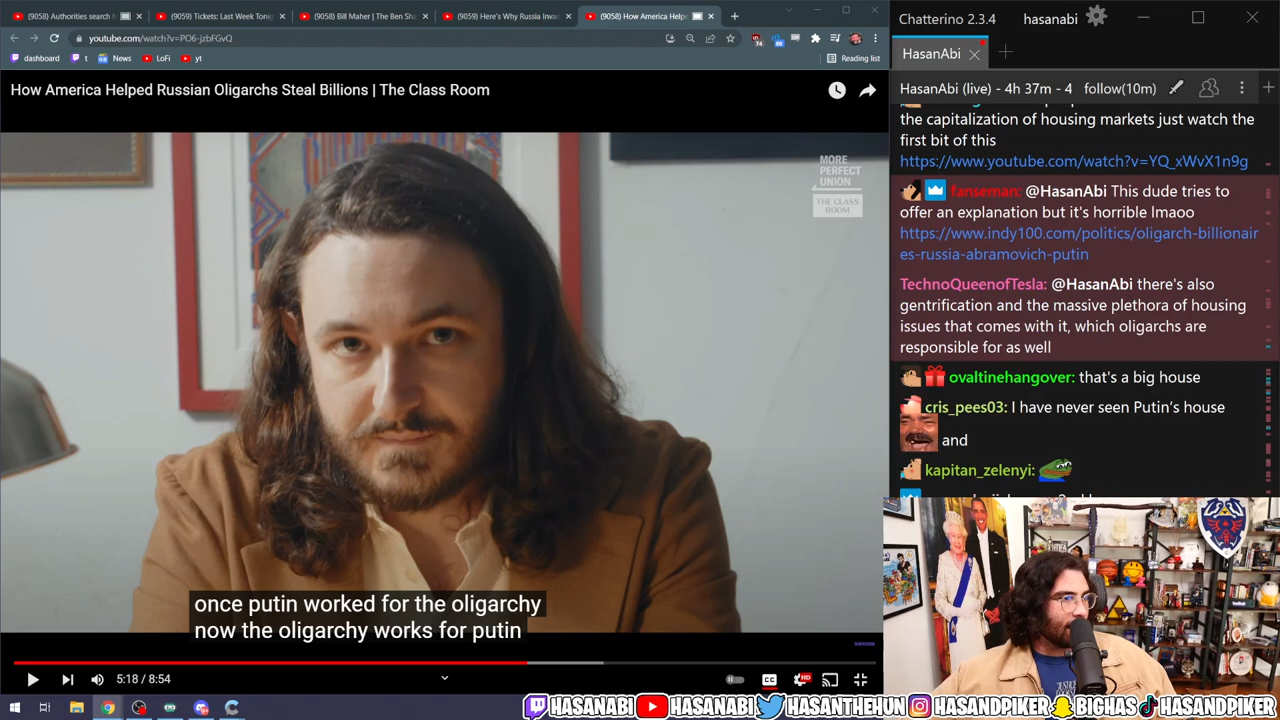 (9058) Authorities search f
(9059) Tickets: Last Week Tonig
(9058) Bill Maher | The Ben Sha
(9059) Here's Why Russia Inva
(9058) How America Helpe
Chatterino 2.3.4
hasanabi
youtube.com/watch?v=PO6-jzbFGvQ
74
80
dashboard
t
News
LoFi
yt
Reading list
HasanAbi
How America Helped Russian Oligarchs Steal Billions | The Class Room
HasanAbi (live) - 4h 37m - 4
follow(10m)
the capitalization of housing markets just watch the
first bit of this
https://www.youtube.com/watch?v=YQ_xWvX1n9g
MORE
PERFECT
UNION
THE CLASS
ROOM
fanseman: @HasanAbi This dude tries to
offer an explanation but it's horrible lmaoo
https://www.indy100.com/politics/oligarch-billionair
es-russia-abramovich-putin
TechnoQueenofTesla: @HasanAbi there's also
gentrification and the massive plethora of housing
issues that comes with it, which oligarchs are
responsible for as well
ovaltinehangover: that's a big house
cris_pees03: I have never seen Putin's house
and
kapitan_zelenyi:
once putin worked for the oligarchy
now the oligarchy works for putin
SUBSCRIBE
5:18 / 8:54
CC
HD
HASANABI
HASANABI
HASANTHEHUN
HASANDPIKER
BIGHAS
HASANDPIKER